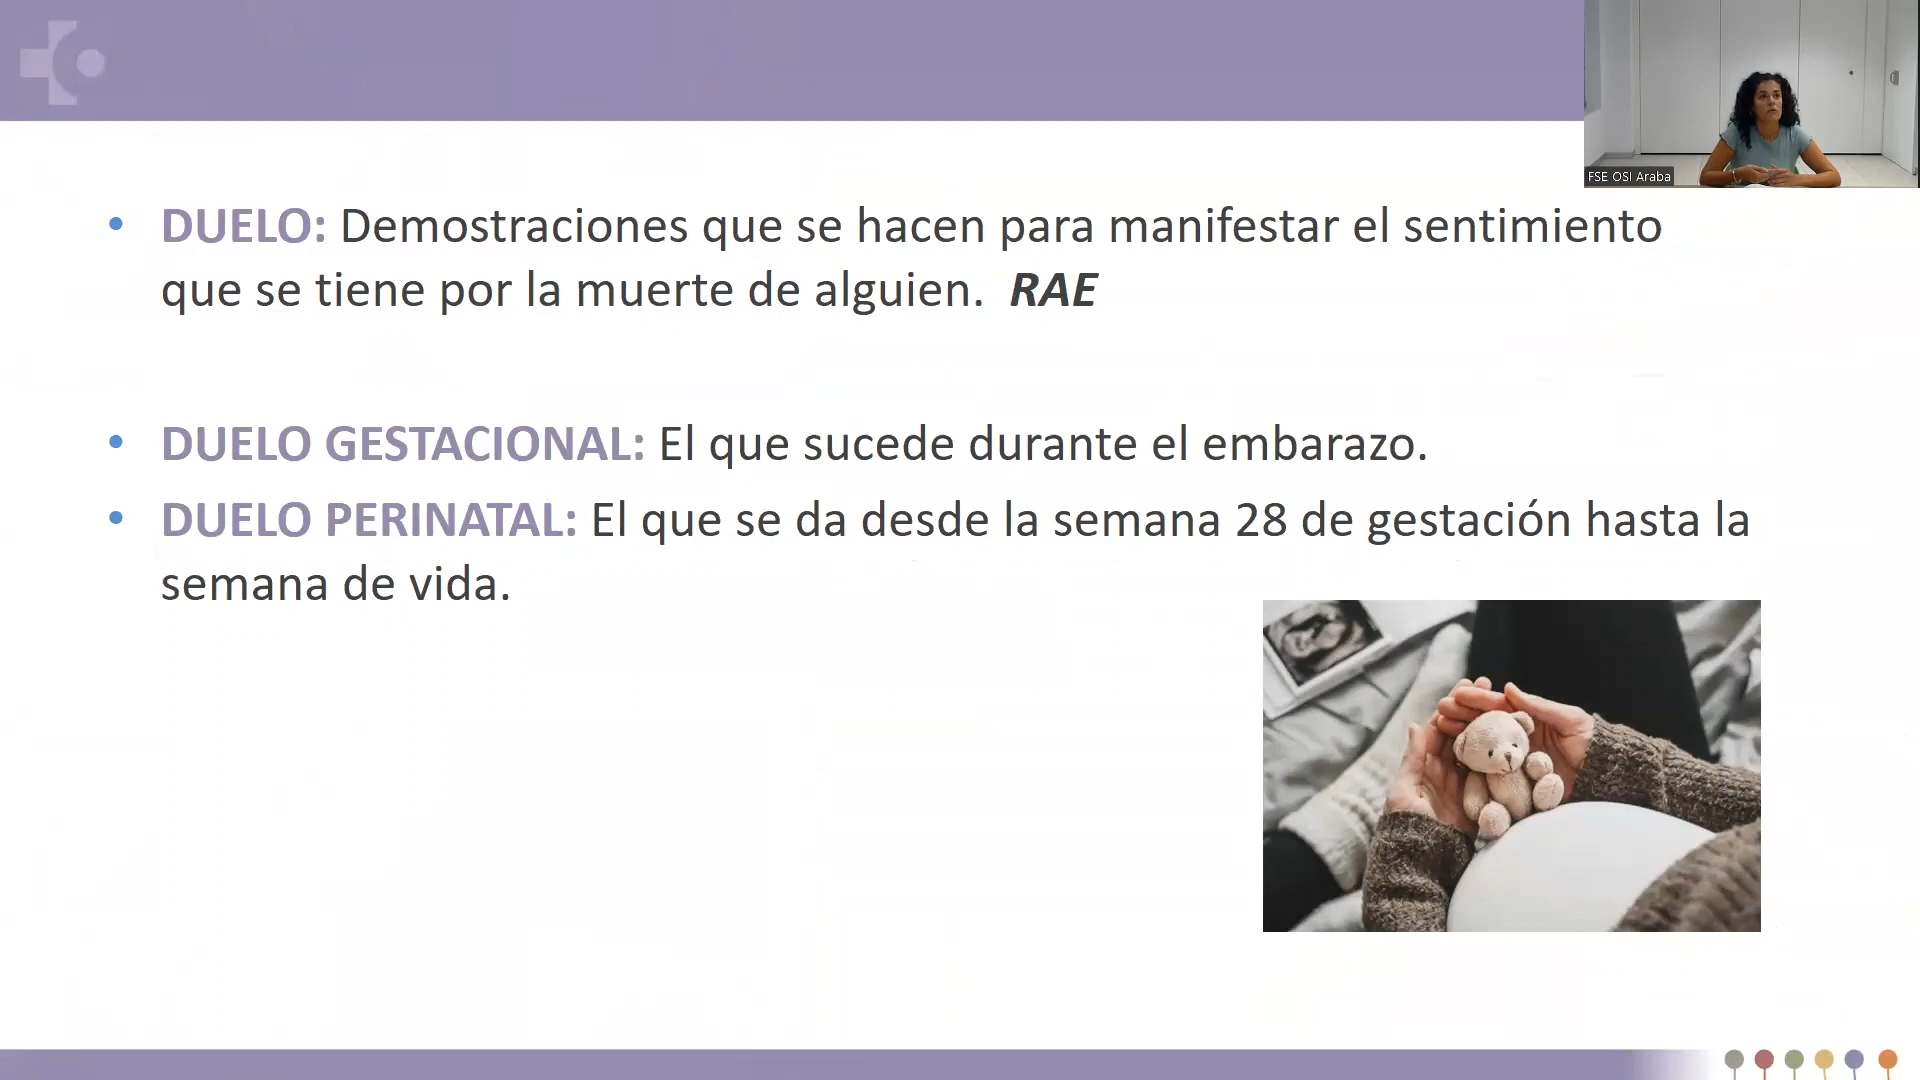 FSE OSI Araba
• DUELO: Demostraciones que se hacen para manifestar el sentimiento
que se tiene por la muerte de alguien. RAE
• DUELO GESTACIONAL: El que sucede durante el embarazo.
• DUELO PERINATAL: El que se da desde la semana 28 de gestación hasta la
semana de vida.